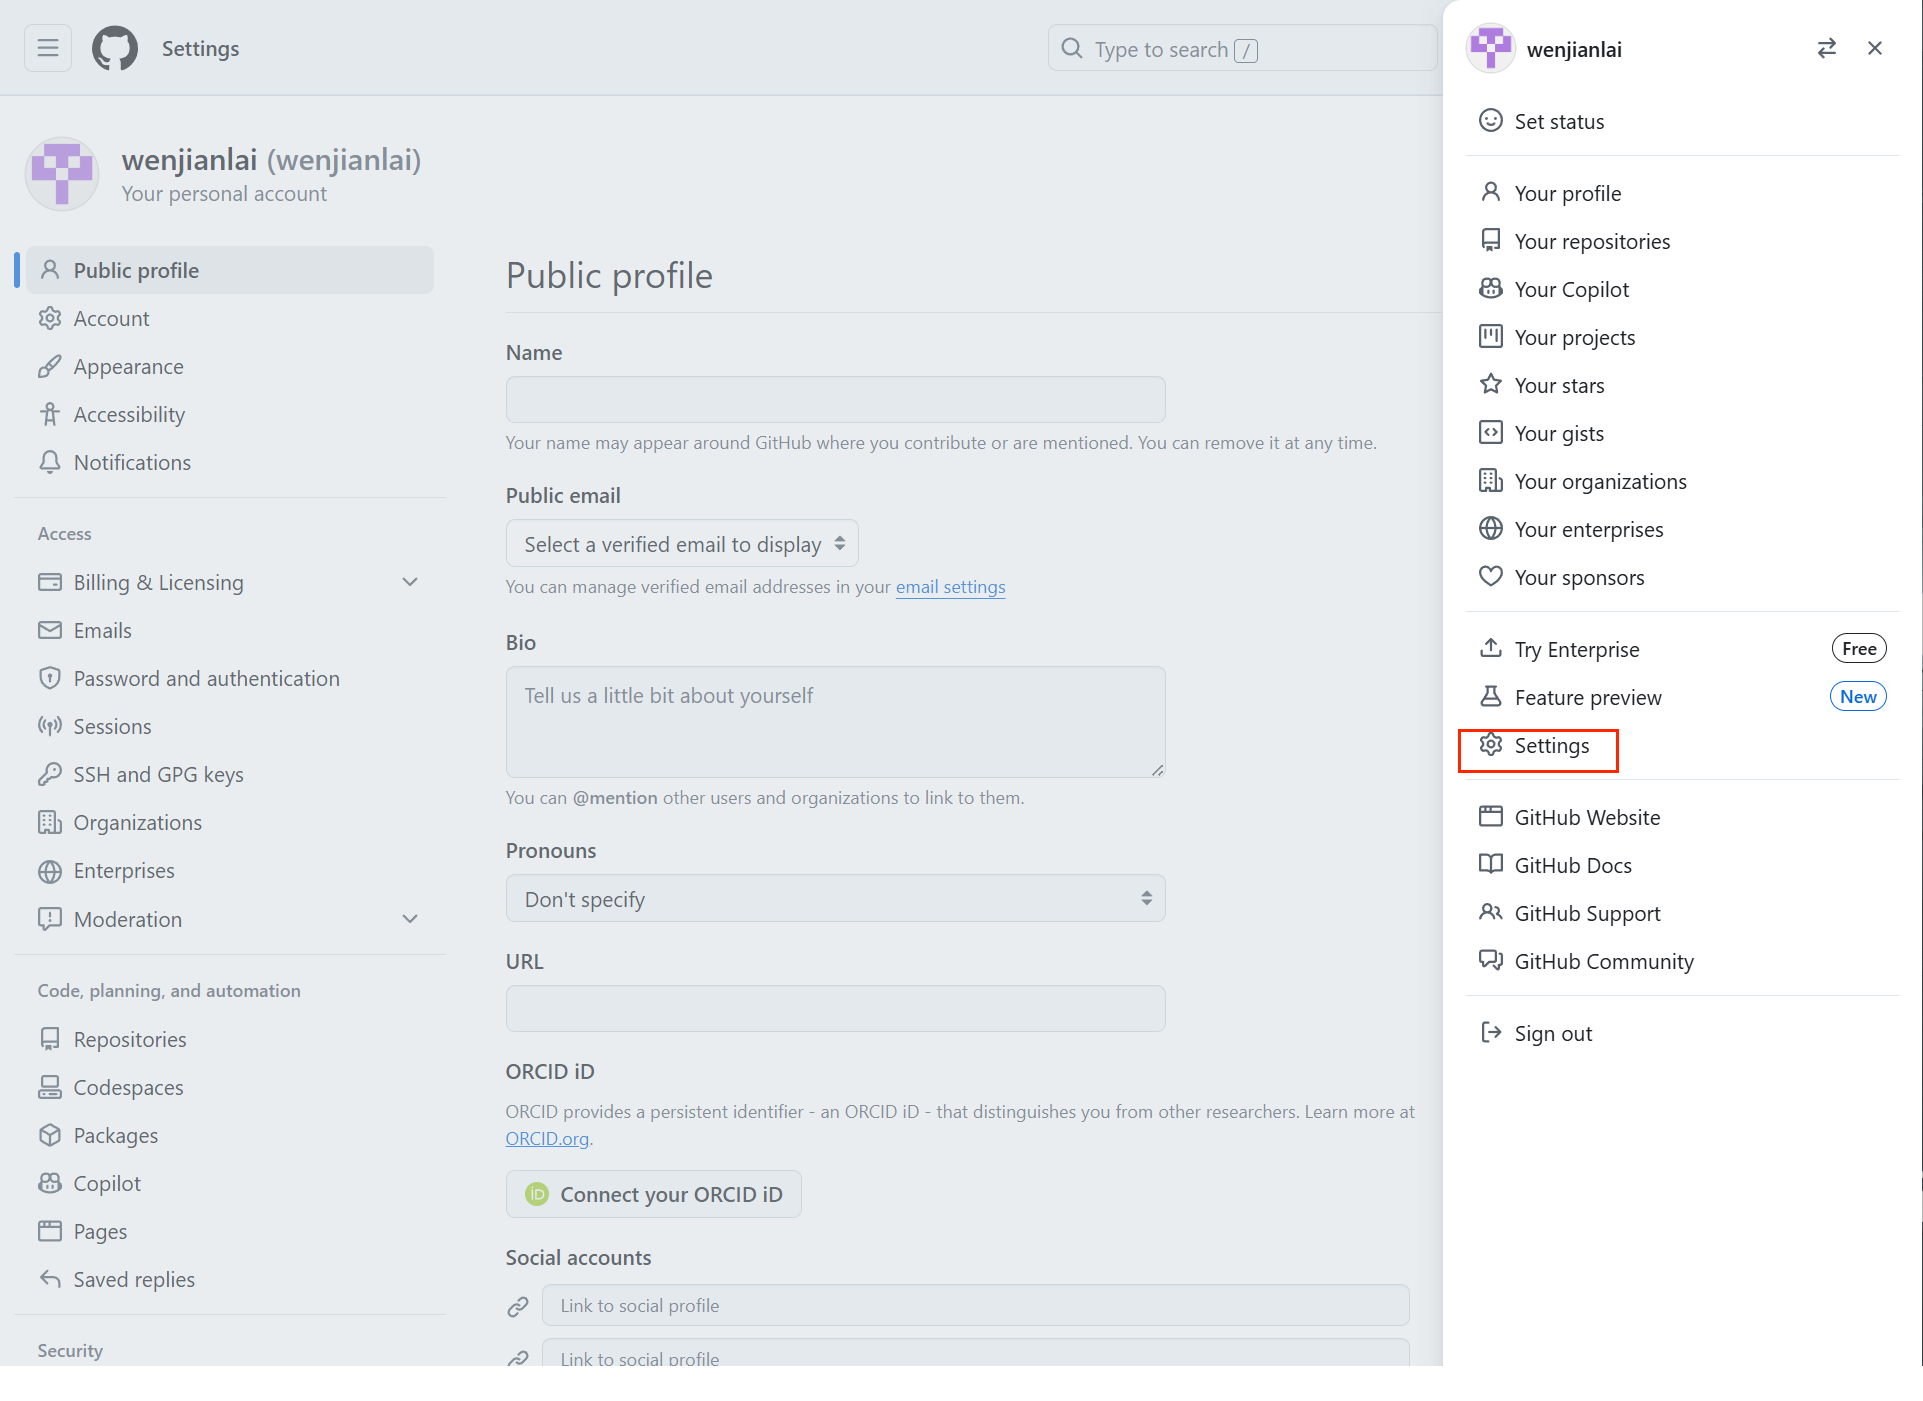 Settings
Type to search /
wenjianlai (wenjianlai)
Your personal account
Public profile
Account
Appearance
Accessibility
Notifications
Access
Billing & Licensing
Emails
Password and authentication
Sessions
SSH and GPG keys
Organizations
Enterprises
Moderation
Code, planning, and automation
Repositories
Codespaces
Packages
Copilot
Pages
Saved replies
Security
Public profile
Name
Your name may appear around GitHub where you contribute or are mentioned. You can remove it at any time.
Public email
Select a verified email to display
You can manage verified email addresses in your email settings
Bio
Tell us a little bit about yourself
You can @mention other users and organizations to link to them.
Pronouns
Don't specify
URL
ORCID iD
ORCID provides a persistent identifier - an ORCID iD - that distinguishes you from other researchers. Learn more at
ORCID.org.
iD Connect your ORCID iD
Social accounts
Link to social profile
Link to social profile
wenjianlai
Set status
Your profile
Your repositories
Your Copilot
Your projects
Your stars
Your gists
Your organizations
Your enterprises
Your sponsors
Try Enterprise Free
Feature preview New
Settings
GitHub Website
GitHub Docs
GitHub Support
GitHub Community
Sign out